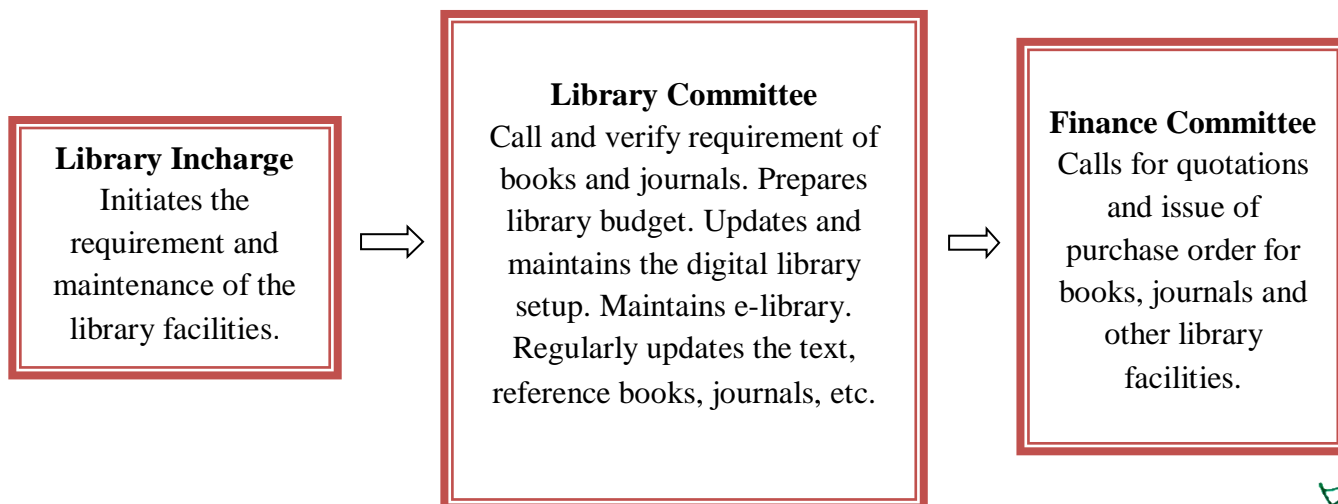 Library Incharge
Initiates the
requirement and
maintenance of the
library facilities.
Library Committee
Call and verify requirement of
books and journals. Prepares
library budget. Updates and
maintains the digital library
setup. Maintains e-library.
Regularly updates the text,
reference books, journals, etc.
Finance Committee
Calls for quotations
and issue of
purchase order for
books, journals and
other library
facilities.